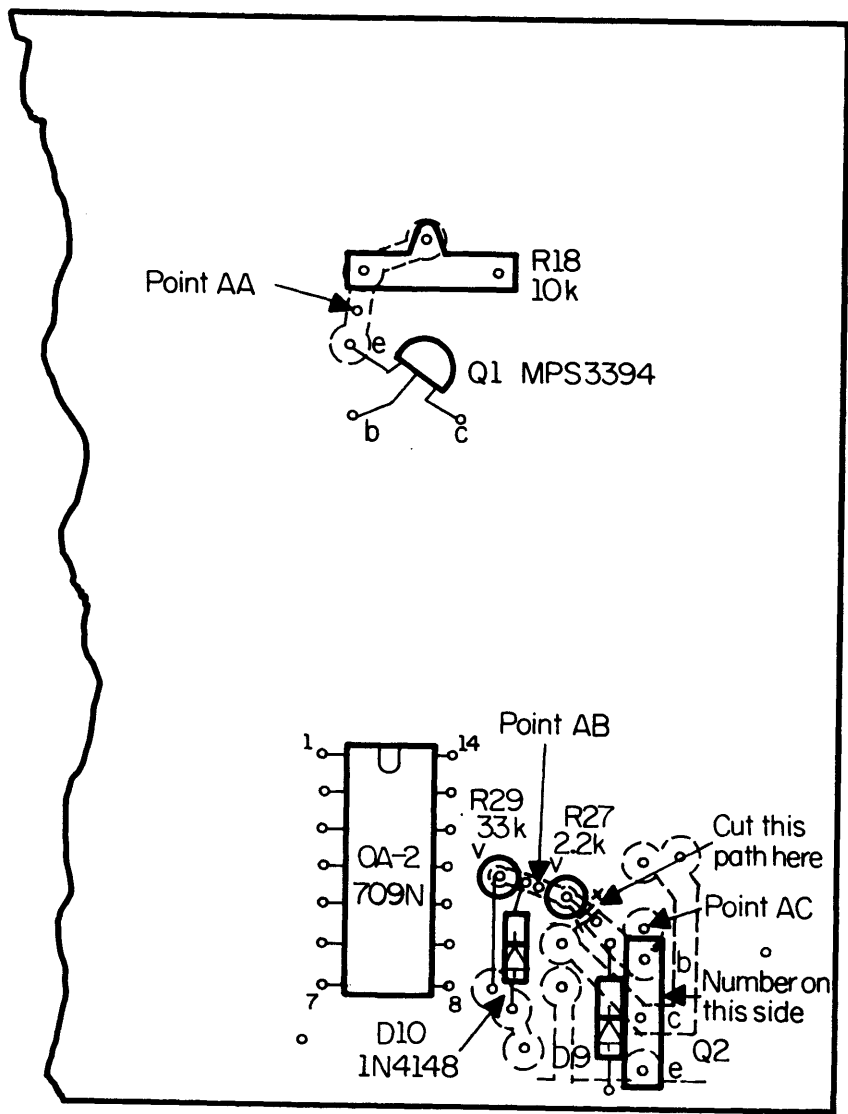 Point AA
R18
10k
e
Q1 MPS3394
b
c
Point AB
1
14
R29
33k
R27
2.2k
Cut this
path here
OA-2
709N
Point AC
b
Number on
this side
c
7
8
D10
1N4148
D9
Q2
e